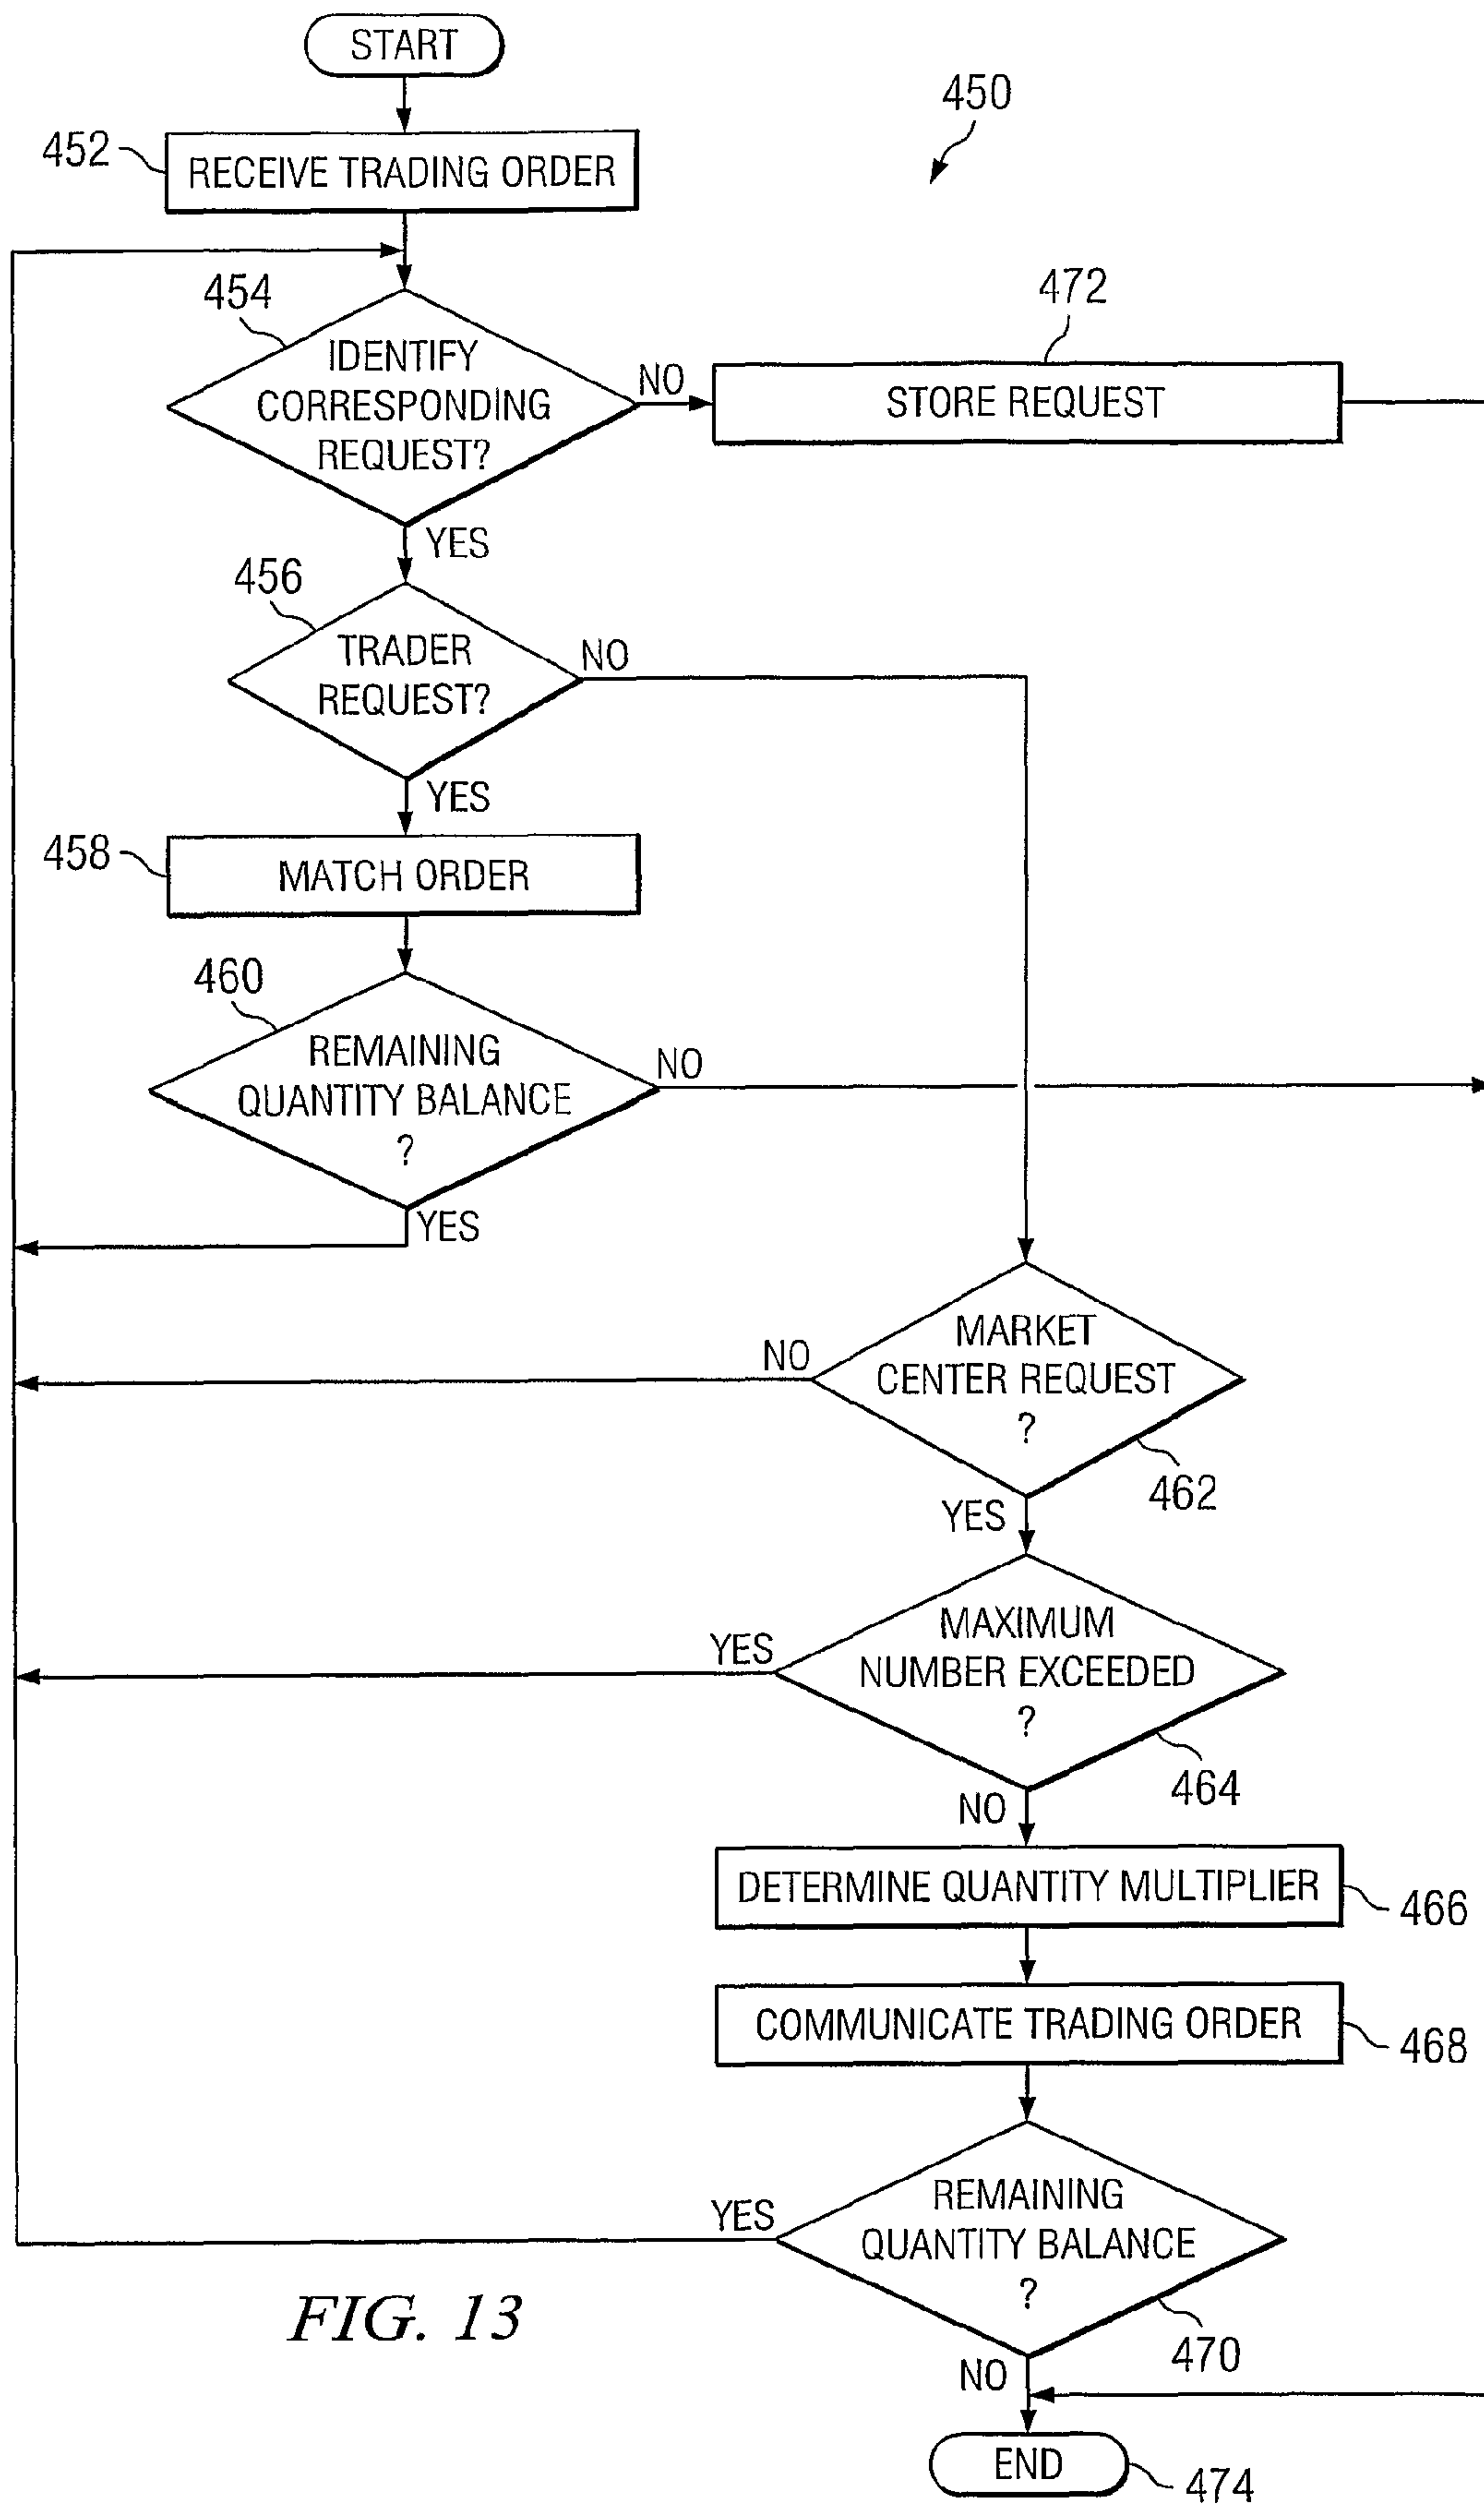 START
450
452
RECEIVE TRADING ORDER
454
IDENTIFY
CORRESPONDING
REQUEST?
NO
472
STORE REQUEST
YES
456
TRADER
REQUEST?
NO
YES
458
MATCH ORDER
460
REMAINING
QUANTITY BALANCE
?
NO
YES
MARKET
CENTER REQUEST
?
NO
462
YES
MAXIMUM
NUMBER EXCEEDED
?
YES
464
NO
DETERMINE QUANTITY MULTIPLIER
466
COMMUNICATE TRADING ORDER
468
REMAINING
QUANTITY BALANCE
?
YES
470
NO
FIG. 13
END
474